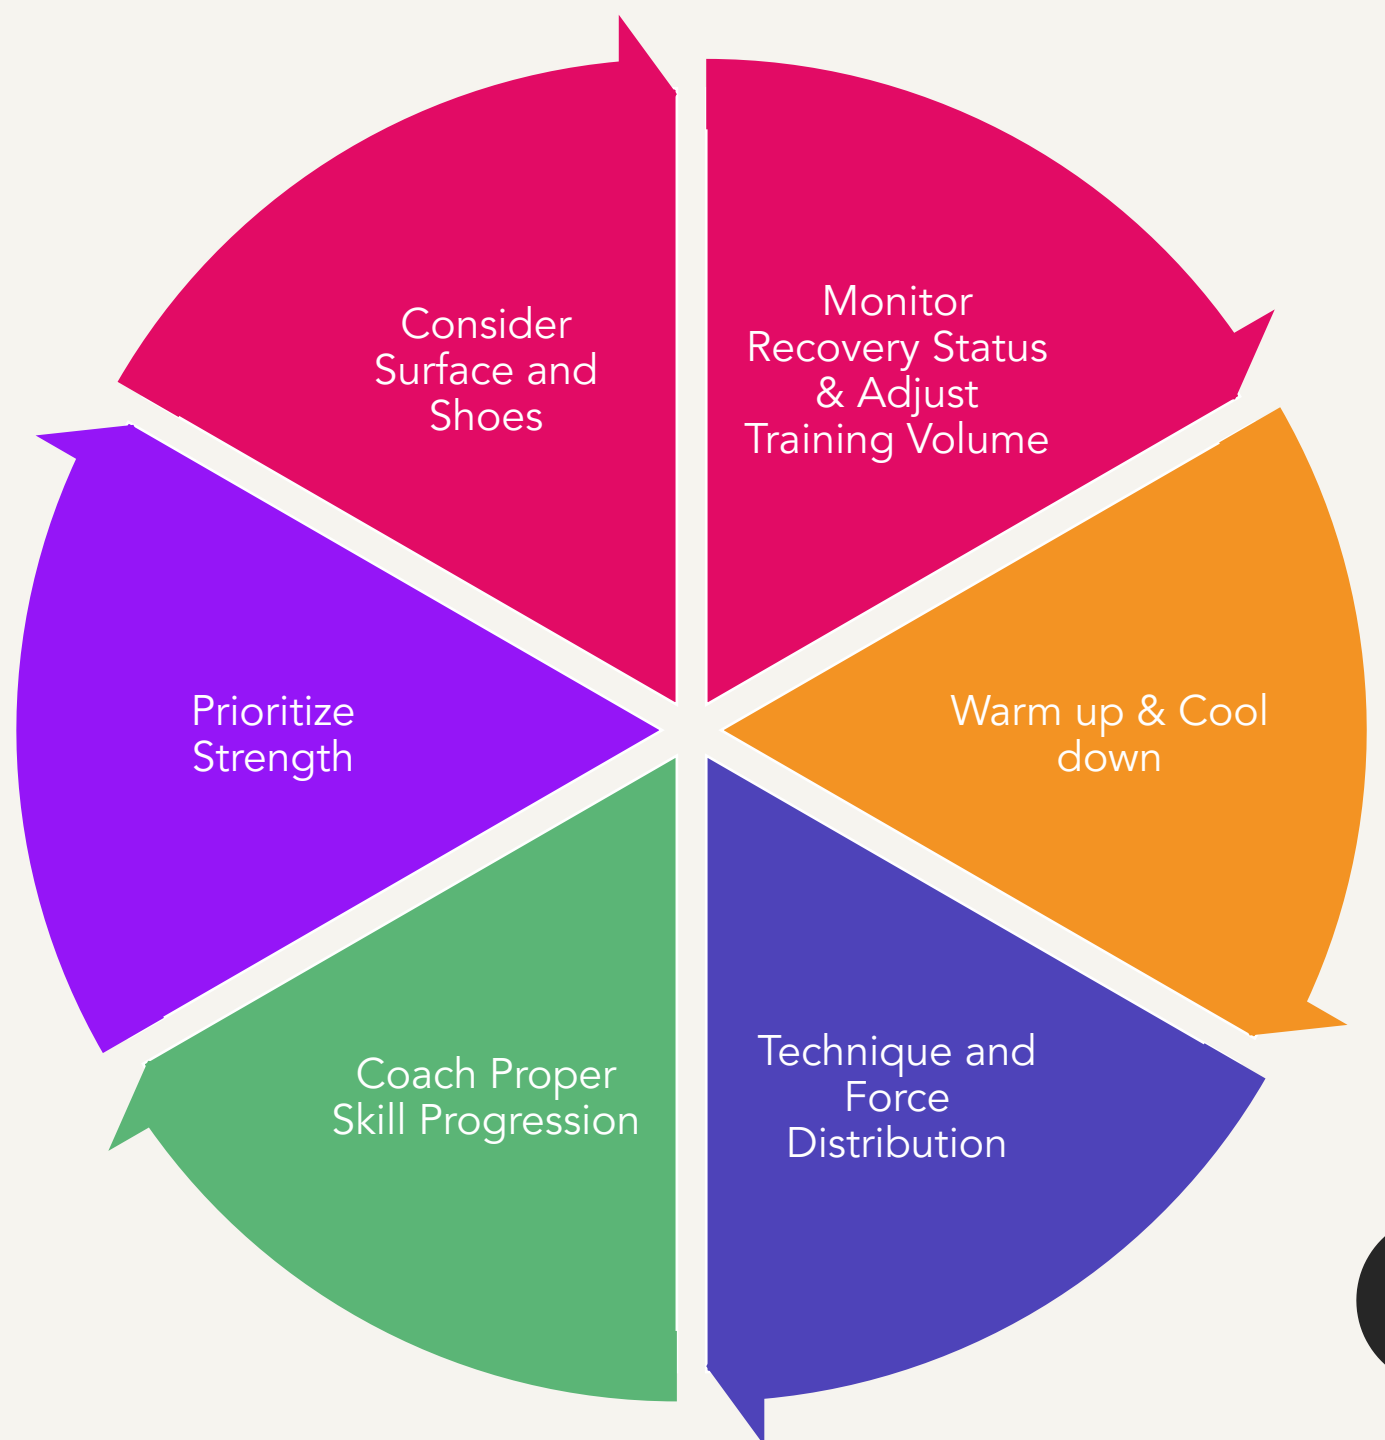 Consider
Surface and
Shoes
Monitor
Recovery Status
& Adjust
Training Volume
Prioritize
Strength
Warm up & Cool
down
Coach Proper
Skill Progression
Technique and
Force
Distribution